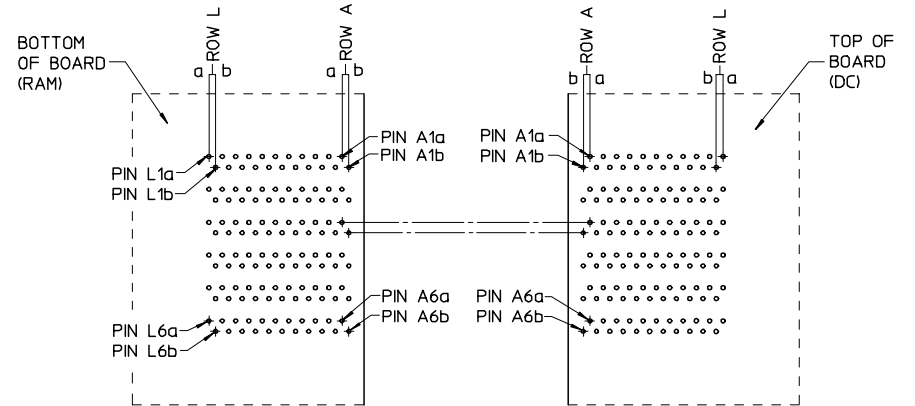 ROW L
ROW A
ROW A
ROW L
BOTTOM
OF BOARD
(RAM)
a
b
a
b
b
a
b
a
TOP OF
BOARD
(DC)
PIN A1a
PIN A1b
PIN A1a
PIN A1b
PIN L1a
PIN L1b
PIN A6a
PIN A6b
PIN A6a
PIN A6b
PIN L6a
PIN L6b